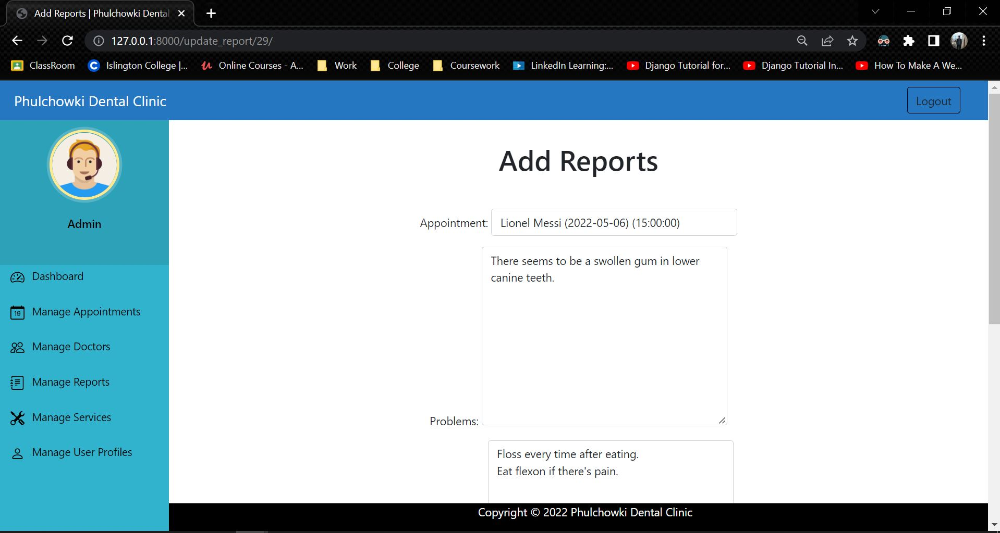 Add Reports | Phulchowki Dental
127.0.0.1:8000/update_report/29/
ClassRoom
Islington College |...
Online Courses - A...
Work
College
Coursework
LinkedIn Learning:...
Django Tutorial for...
Django Tutorial In...
How To Make A We...
Phulchowki Dental Clinic
Logout
Admin
Dashboard
19
Manage Appointments
Manage Doctors
Manage Reports
Manage Services
Manage User Profiles
Add Reports
Appointment: Lionel Messi (2022-05-06) (15:00:00)
There seems to be a swollen gum in lower
canine teeth.
Problems:
Floss every time after eating.
Eat flexon if there's pain.
Copyright © 2022 Phulchowki Dental Clinic